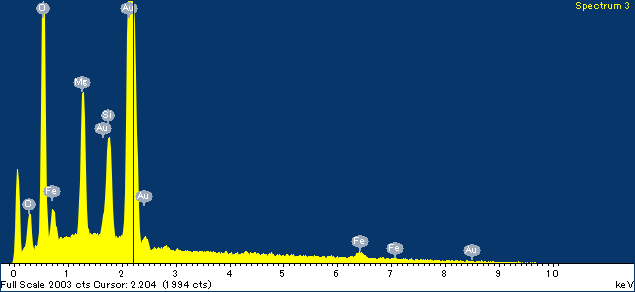 Spectrum 3
O Au
Mg
Si
Au
Fe
Au
C
Fe Fe Au
0 1 2 3 4 5 6 7 8 9 10
Full Scale 2003 cts Cursor: 2.204 (1994 cts) keV